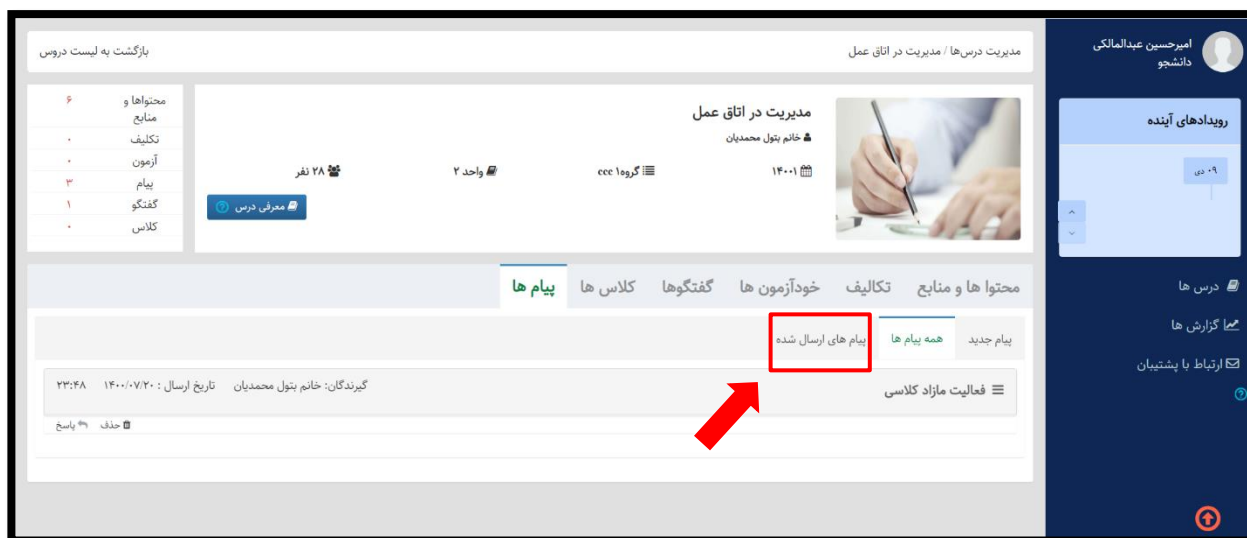 امیرحسین عبدالمالکی
دانشجو
رویدادهای آینده
۰۹ دی
درس ها
گزارش ها
ارتباط با پشتیبان
مدیریت درس‌ها / مدیریت در اتاق عمل
بازگشت به لیست دروس
مدیریت در اتاق عمل
خانم بتول محمدیان
۱۴۰۰۱
گروه۱ ccc
واحد ۲
۲۸ نفر
معرفی درس
محتواها و منابع ۶
تکلیف ۰
آزمون ۰
پیام ۳
گفتگو ۱
کلاس ۰
محتوا ها و منابع تکالیف خودآزمون ها گفتگوها کلاس ها پیام ها
پیام جدید همه پیام ها پیام های ارسال شده
فعالیت مازاد کلاسی
گیرندگان: خانم بتول محمدیان تاریخ ارسال : ۱۴۰۰/۰۷/۲۰ ۲۳:۴۸
حذف پاسخ